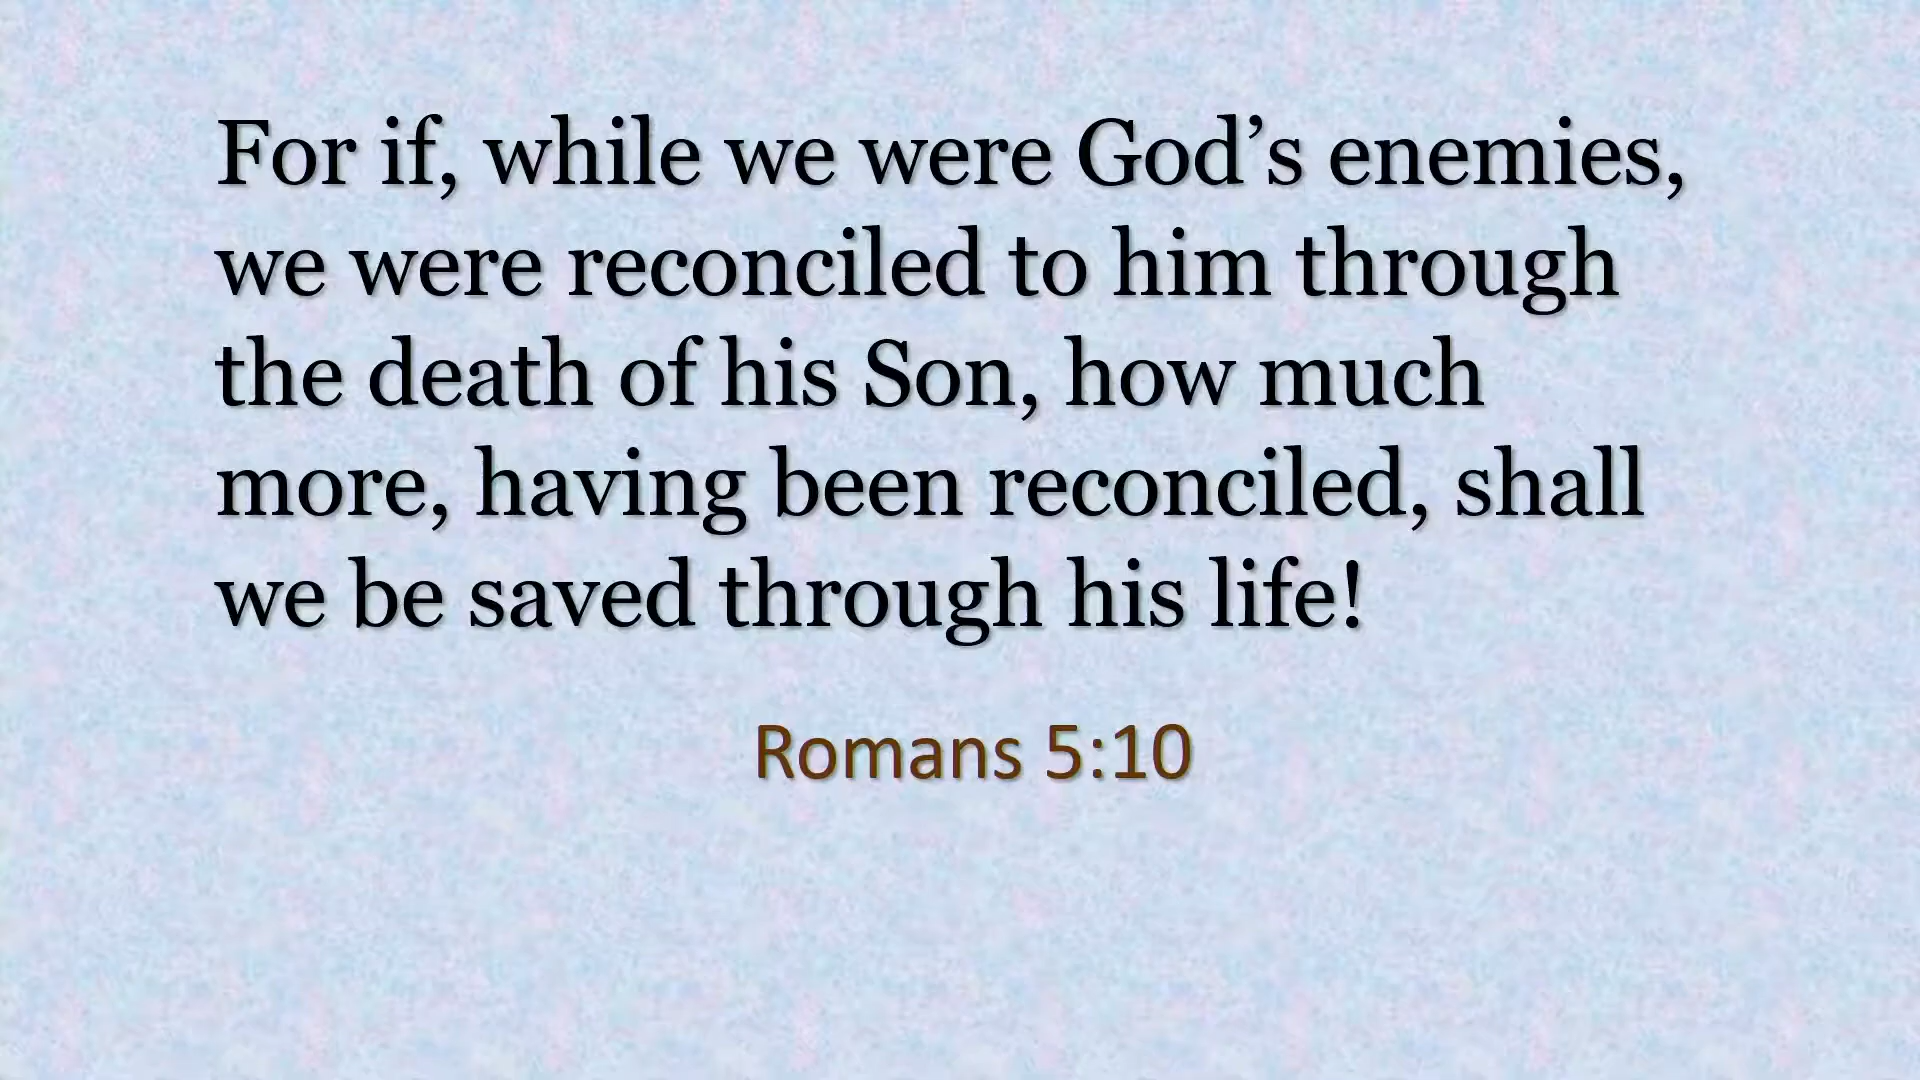 For if, while we were God’s enemies,
we were reconciled to him through
the death of his Son, how much
more, having been reconciled, shall
we be saved through his life!
Romans 5:10